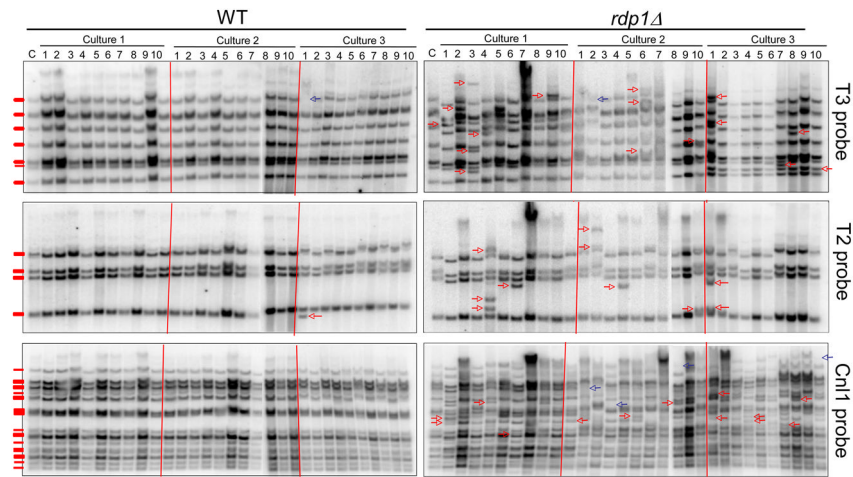 WT
rdp1Δ
Culture 1 Culture 2 Culture 3
C 1 2 3 4 5 6 7 8 9 10 1 2 3 4 5 6 7 8 9 10 1 2 3 4 5 6 7 8 9 10
Culture 1 Culture 2 Culture 3
C 1 2 3 4 5 6 7 8 9 10 1 2 3 4 5 6 7 8 9 10 1 2 3 4 5 6 7 8 9 10
T3 probe
T2 probe
Cnl1 probe